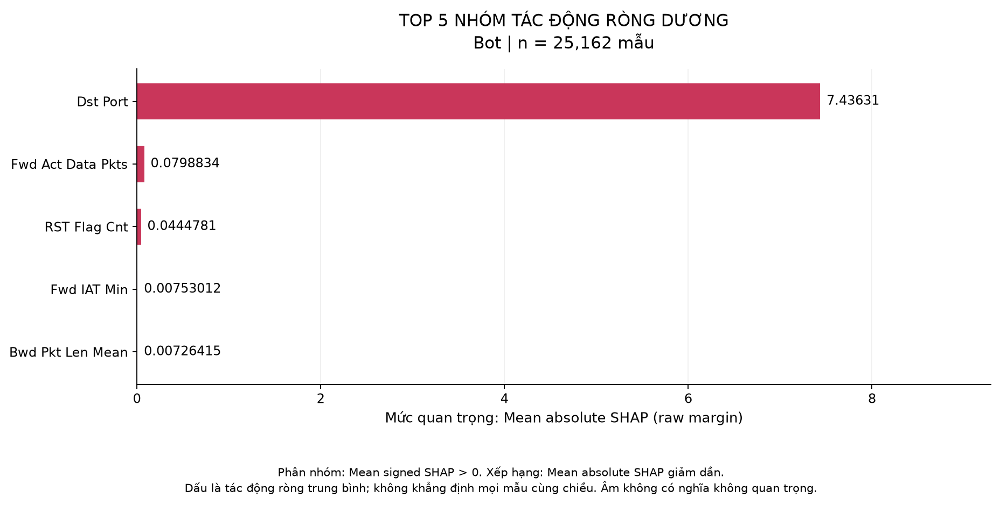 TOP 5 NHÓM TÁC ĐỘNG RÒNG DƯƠNG
Bot | n = 25,162 mẫu
Dst Port
7.43631
Fwd Act Data Pkts
0.0798834
RST Flag Cnt
0.0444781
Fwd IAT Min
0.00753012
Bwd Pkt Len Mean
0.00726415
0 2 4 6 8
Mức quan trọng: Mean absolute SHAP (raw margin)
Phân nhóm: Mean signed SHAP > 0. Xếp hạng: Mean absolute SHAP giảm dần.
Dấu là tác động ròng trung bình; không khẳng định mọi mẫu cùng chiều. Âm không có nghĩa không quan trọng.